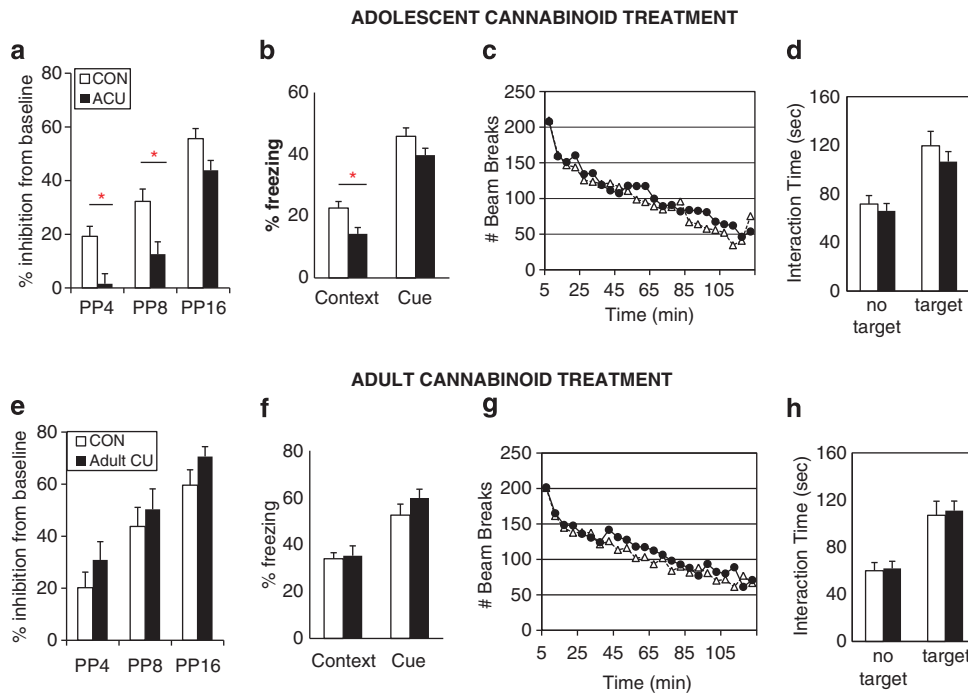 ADOLESCENT CANNABINOID TREATMENT
a
% inhibition from baseline
80
60
40
20
0
CON
ACU
*
*
PP4 PP8 PP16
b
% freezing
60
40
20
0
*
Context Cue
c
# Beam Breaks
250
200
150
100
50
0
5 25 45 65 85 105
Time (min)
d
Interaction Time (sec)
160
120
80
40
0
no target target
ADULT CANNABINOID TREATMENT
e
% inhibition from baseline
80
60
40
20
0
CON
Adult CU
PP4 PP8 PP16
f
% freezing
80
60
40
20
0
Context Cue
g
# Beam Breaks
250
200
150
100
50
0
5 25 45 65 85 105
Time (min)
h
Interaction Time (sec)
160
120
80
40
0
no target target